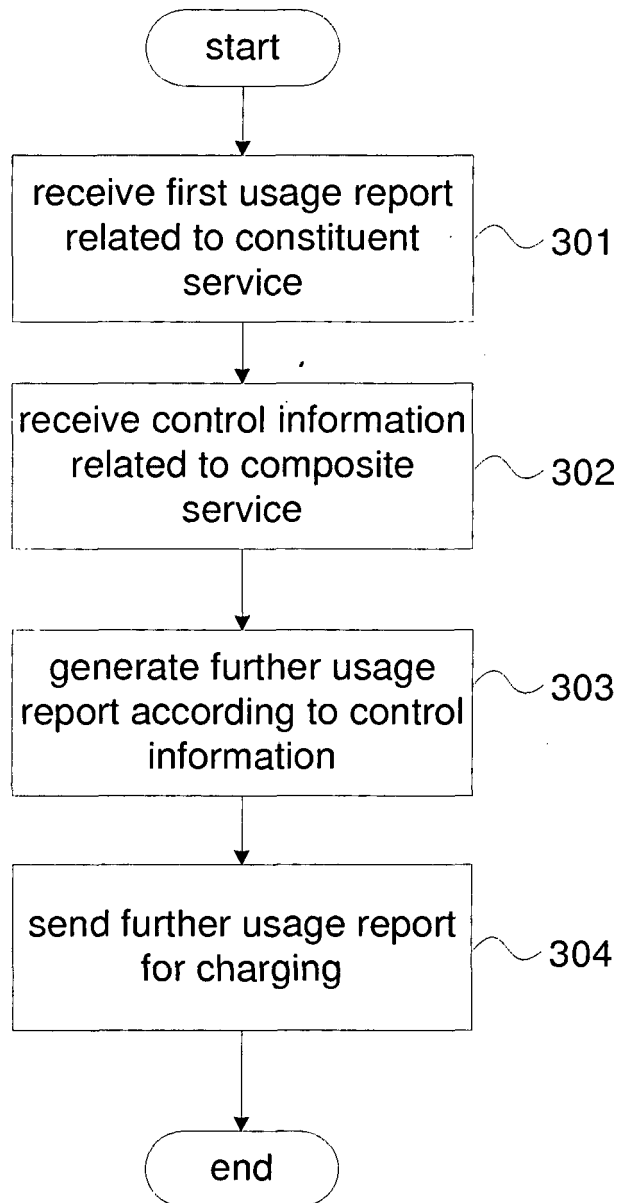 start
receive first usage report
related to constituent
service
301
receive control information
related to composite
service
302
generate further usage
report according to control
information
303
send further usage report
for charging
304
end